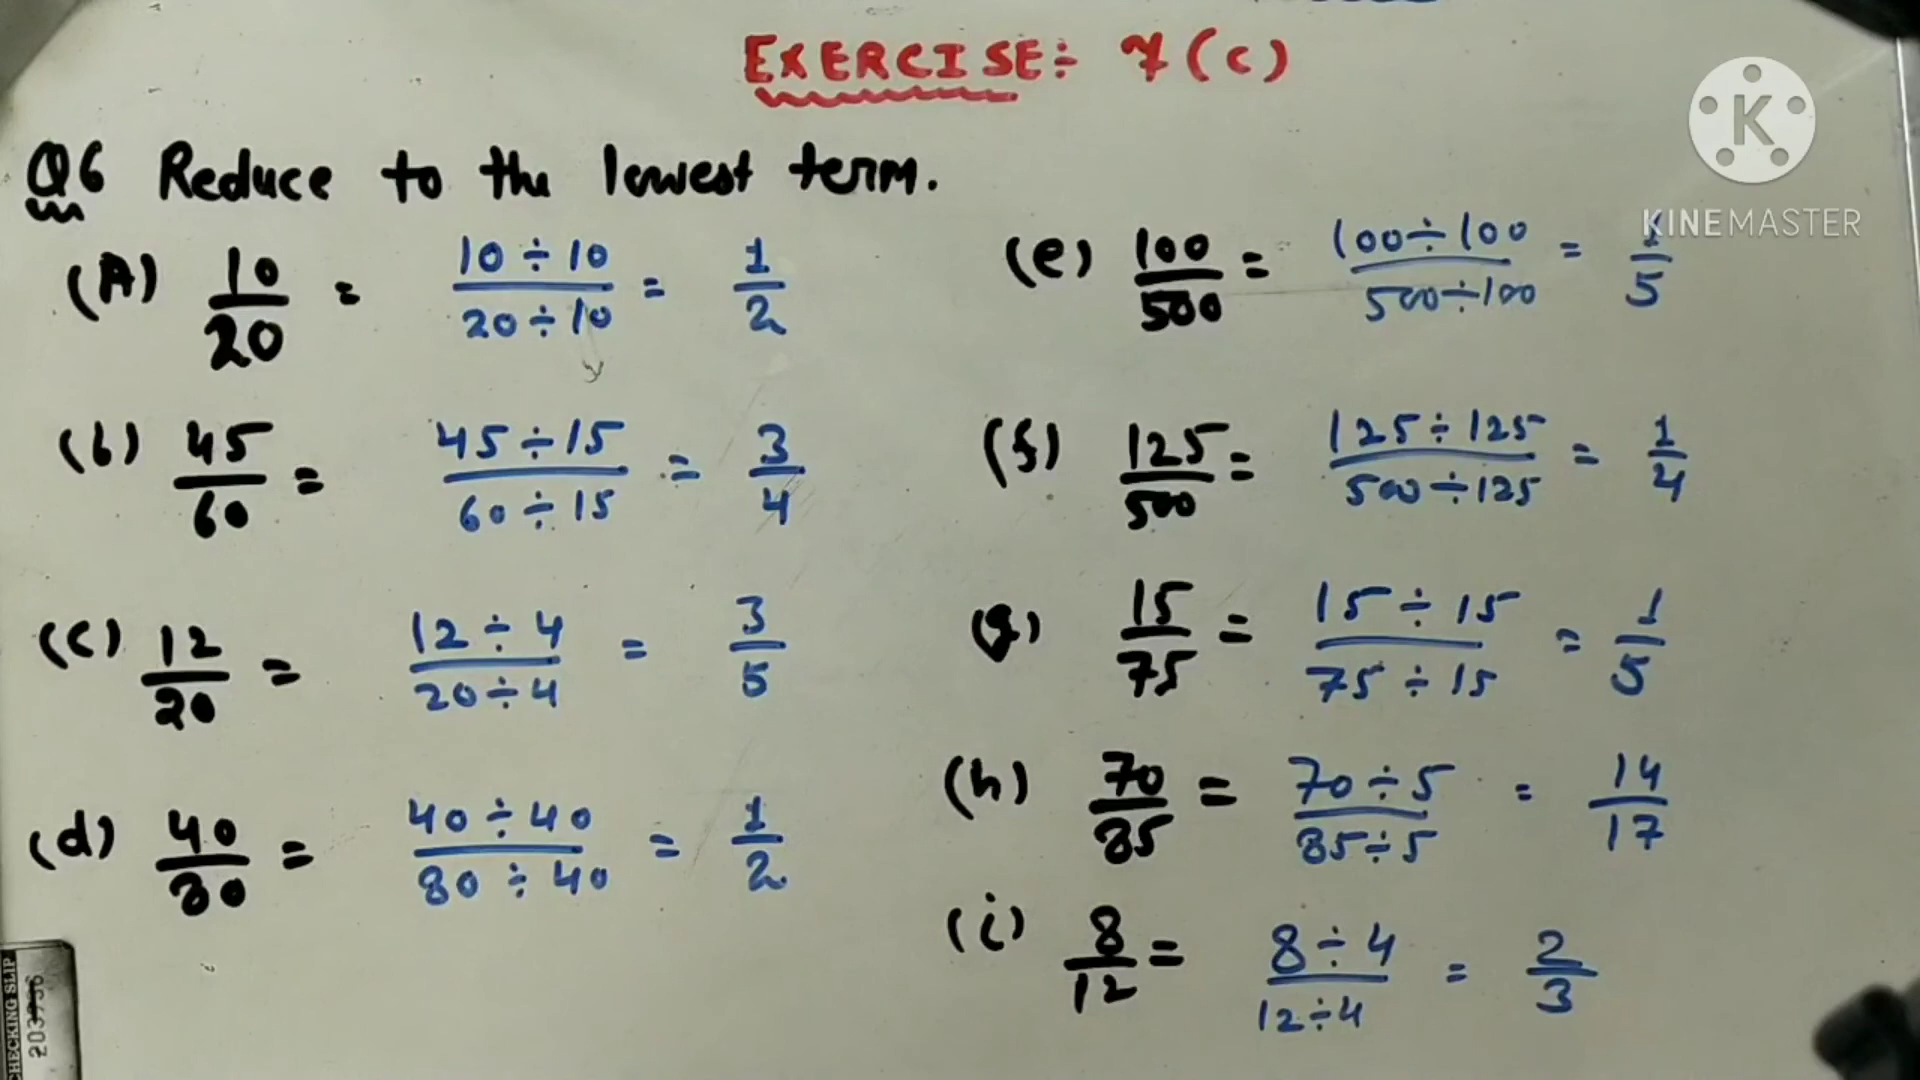 EXERCISE÷ 7(c)
Q6 Reduce to the lowest term.
(A) 10/20 = 10÷10/20÷10 = 1/2
(b) 45/60 = 45÷15/60÷15 = 3/4
(c) 12/20 = 12÷4/20÷4 = 3/5
(d) 40/80 = 40÷40/80÷40 = 1/2
(e) 100/500 = 100÷100/500÷100 = 1/5
(f) 125/500 = 125÷125/500÷125 = 1/4
(g) 15/75 = 15÷15/75÷15 = 1/5
(h) 70/85 = 70÷5/85÷5 = 14/17
(i) 8/12 = 8÷4/12÷4 = 2/3
K
KINEMASTER
CHECKING SLIP